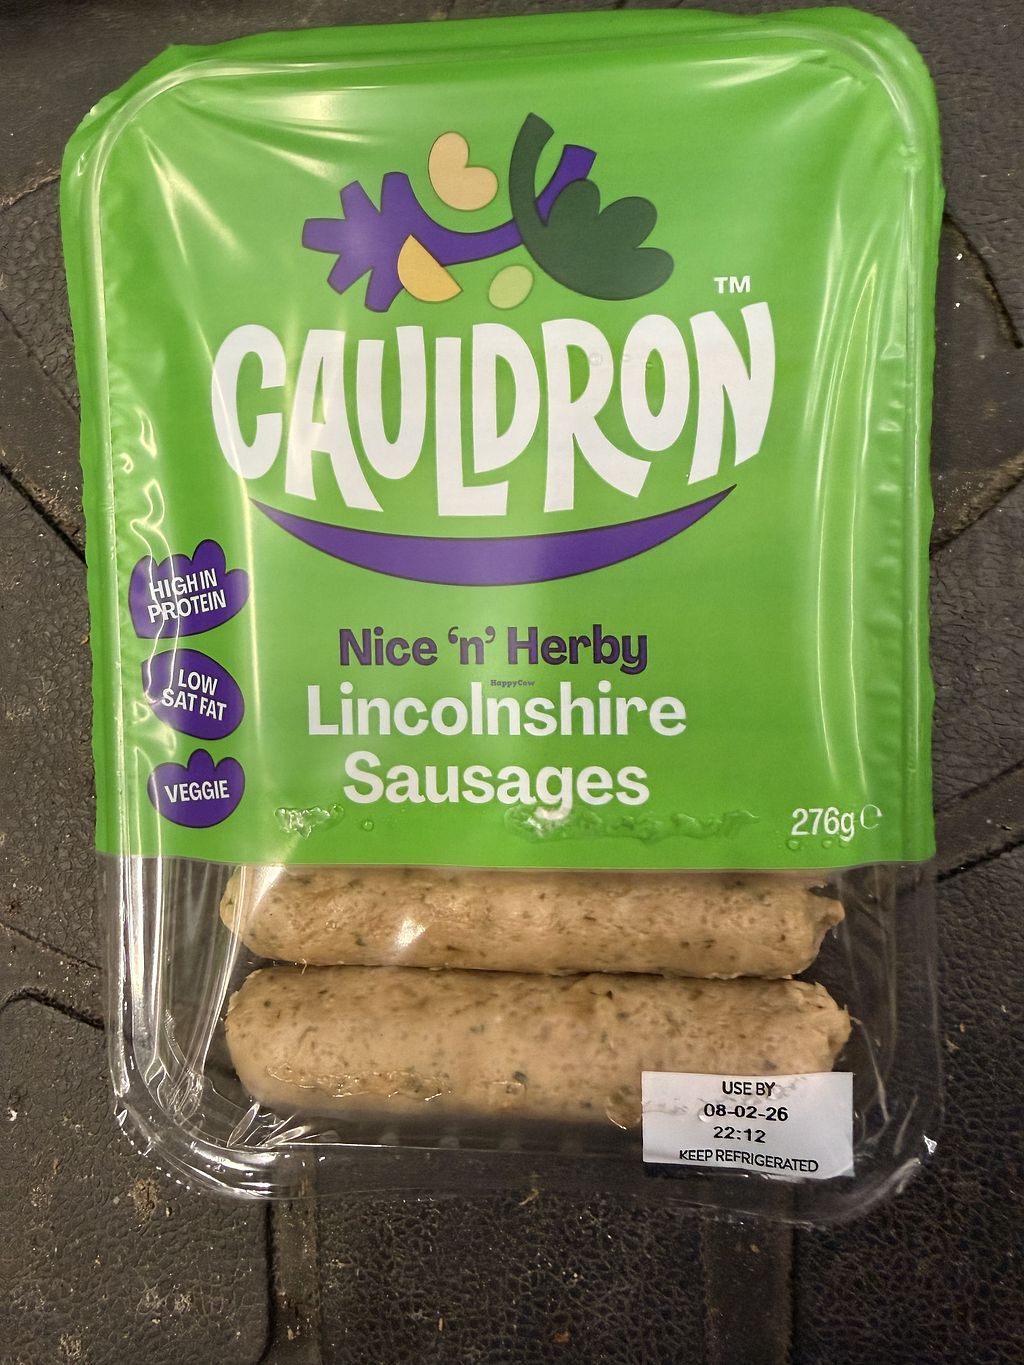 TM
CAULDRON
HIGH IN
PROTEIN
LOW
SAT FAT
VEGGIE
Nice ‘n’ Herby
HappyCow
Lincolnshire
Sausages
276g ℮
USE BY
08-02-26
22:12
KEEP REFRIGERATED